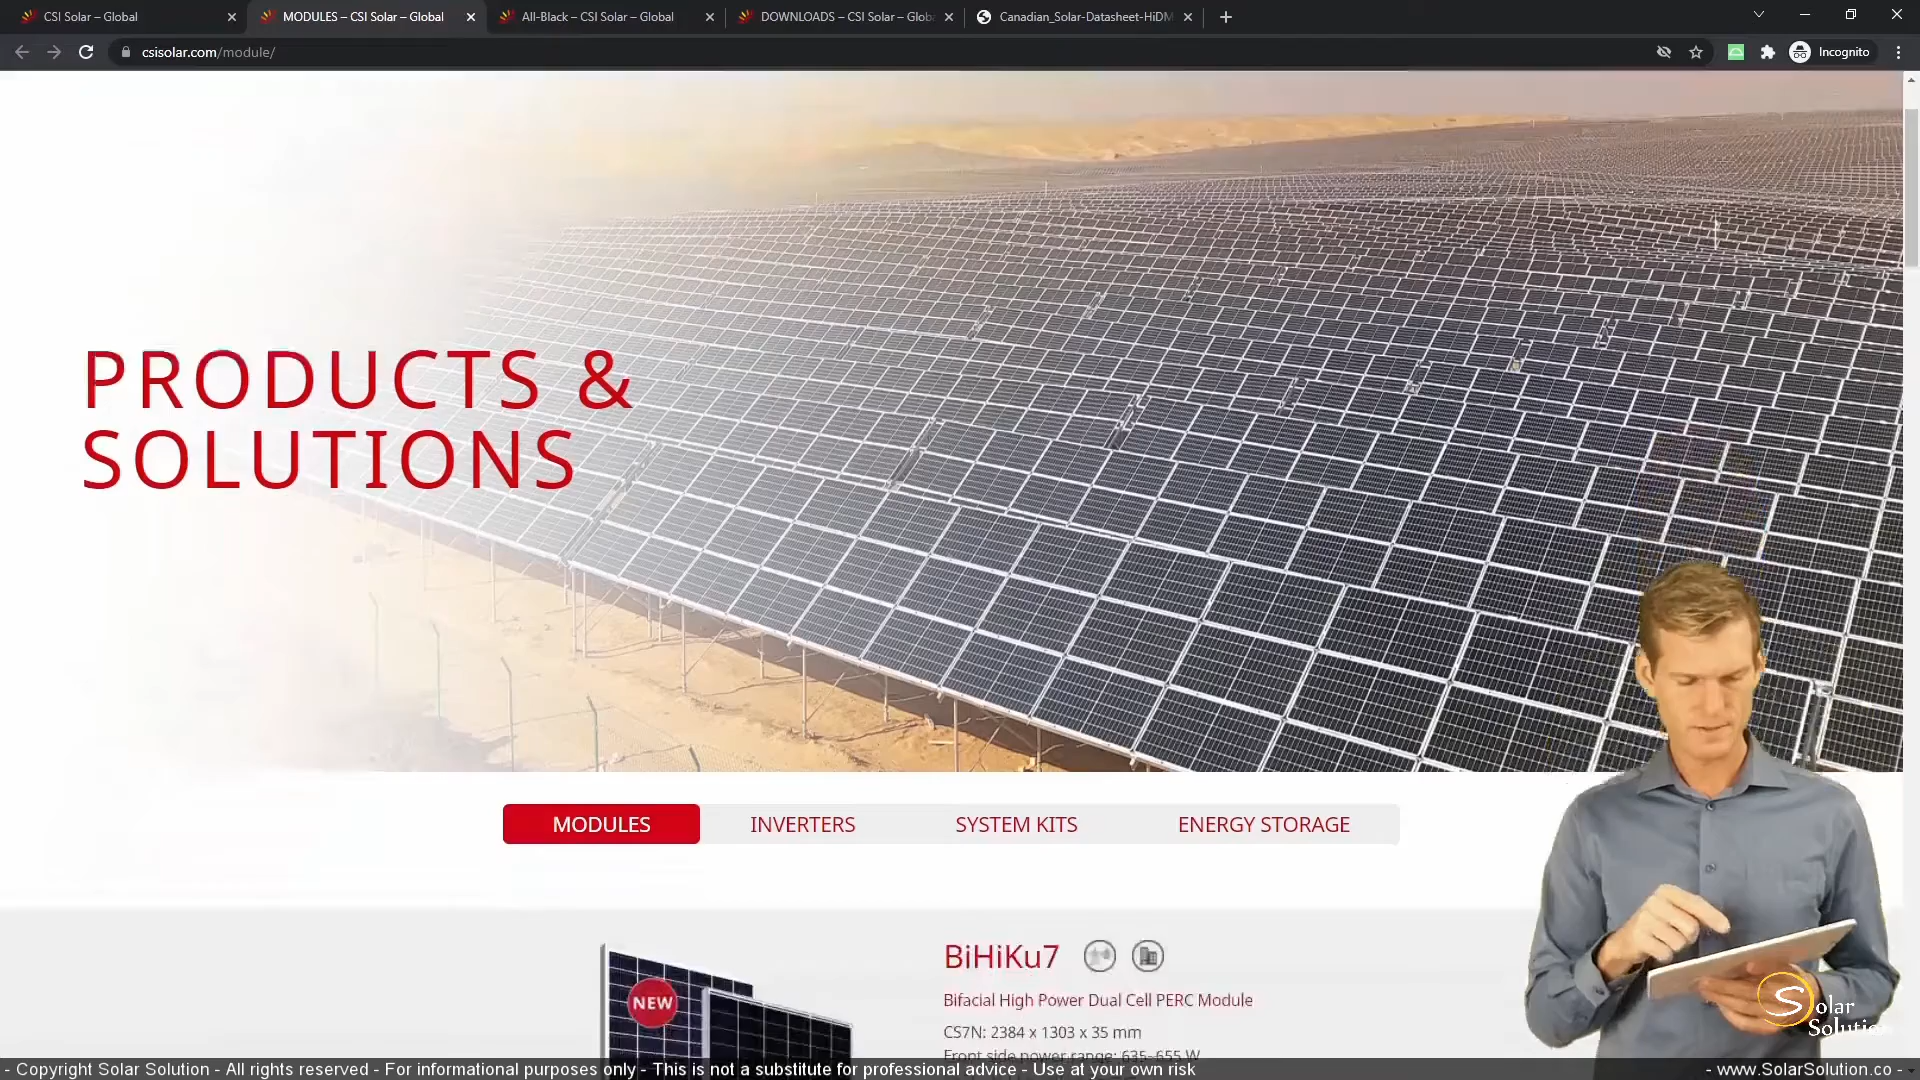 CSI Solar – Global
MODULES – CSI Solar – Global
All-Black – CSI Solar – Global
DOWNLOADS – CSI Solar – Globa
Canadian_Solar-Datasheet-HiDM
csisolar.com/module/
Incognito
PRODUCTS &
SOLUTIONS
MODULES
INVERTERS
SYSTEM KITS
ENERGY STORAGE
NEW
BiHiKu7
Bifacial High Power Dual Cell PERC Module
CS7N: 2384 x 1303 x 35 mm
Front side power range: 635~655 W
Solar
Solution
- Copyright Solar Solution - All rights reserved - For informational purposes only - This is not a substitute for professional advice - Use at your own risk
- www.SolarSolution.co -